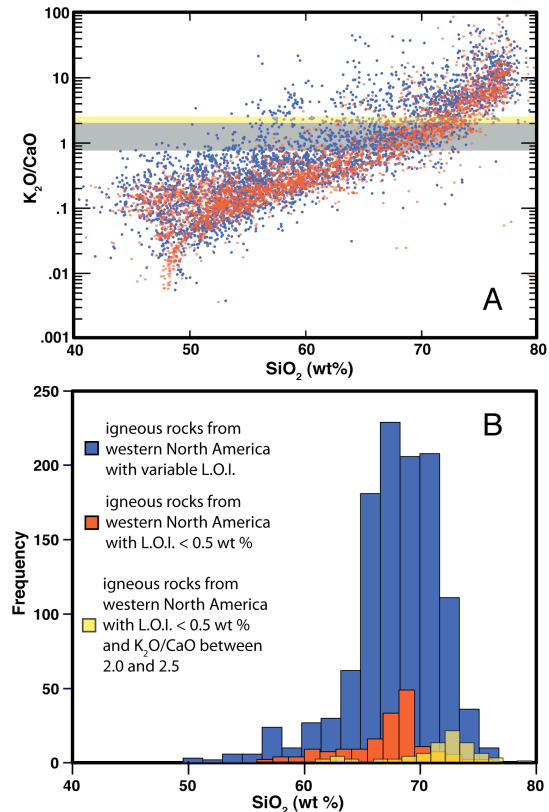 100
10
1
.1
.01
.001
K2O/CaO
A
40
50
60
70
80
SiO2 (wt%)
250
200
150
100
50
0
Frequency
B
igneous rocks from
western North America
with variable L.O.I.
igneous rocks from
western North America
with L.O.I. < 0.5 wt %
igneous rocks from
western North America
with L.O.I. < 0.5 wt %
and K2O/CaO between
2.0 and 2.5
40
50
60
70
80
SiO2 (wt %)